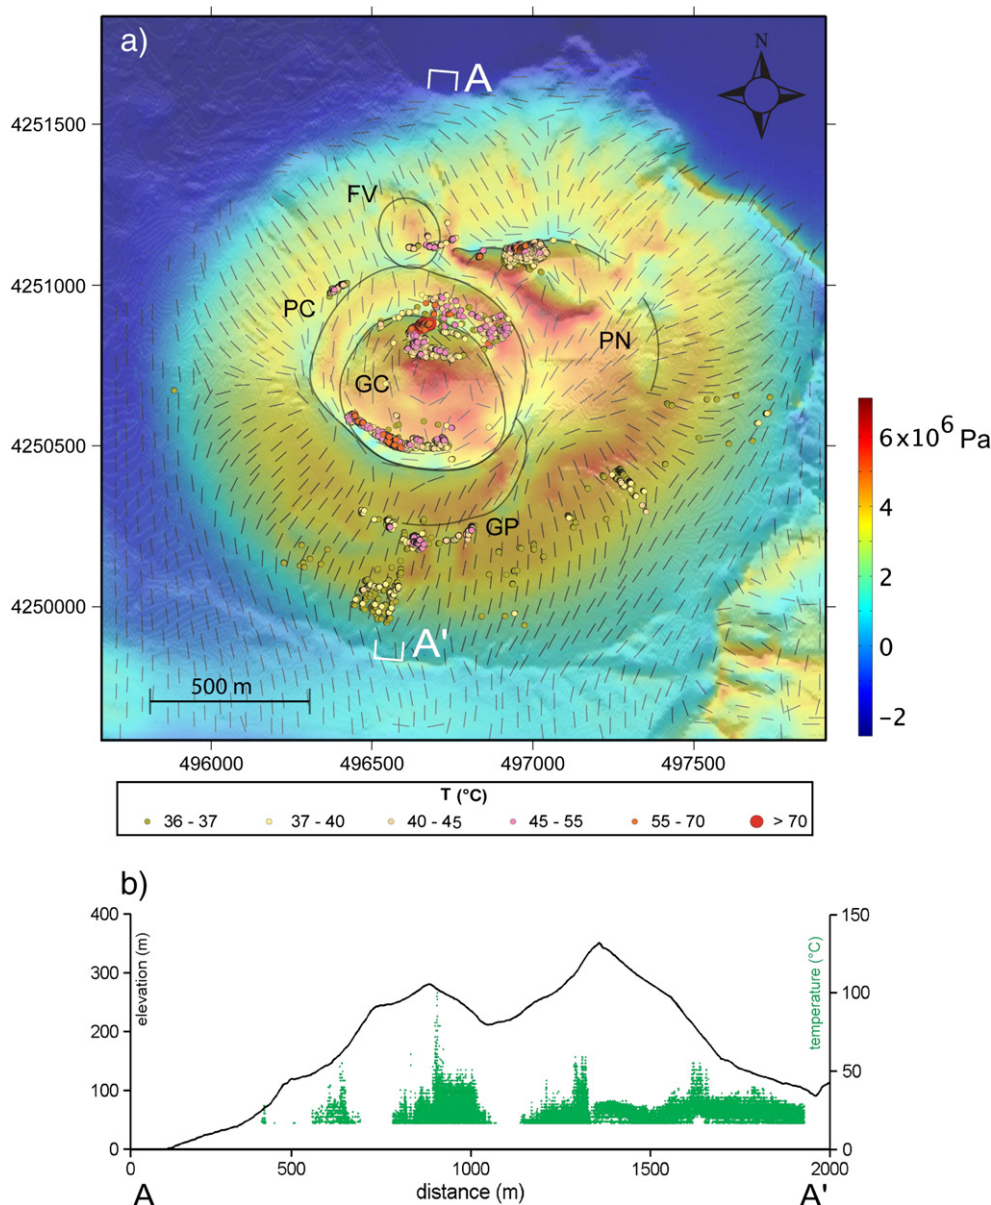 a)
N
A
4251500
FV
4251000
PC
PN
GC
6×10⁶ Pa
4250500
4
GP
2
4250000
0
A'
500 m
−2
496000 496500 497000 497500
T (°C)
36 - 37 37 - 40 40 - 45 45 - 55 55 - 70 > 70
b)
400 150
elevation (m) temperature (°C)
300
100
200
50
100
0 0
0 500 1000 1500 2000
A distance (m) A'